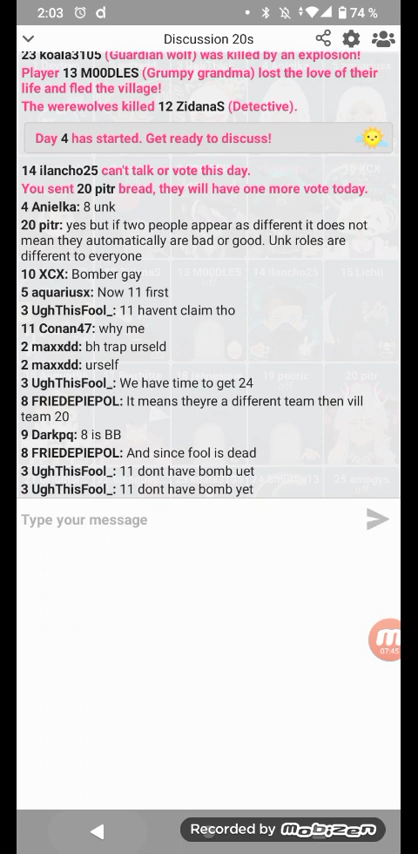 2:03 d 74 %
Discussion 20s
23 koala3105 (Guardian wolf) was killed by an explosion!
Player 13 M00DLES (Grumpy grandma) lost the love of their
life and fled the village!
The werewolves killed 12 ZidanaS (Detective).
Day 4 has started. Get ready to discuss!
14 ilancho25 can't talk or vote this day.
You sent 20 pitr bread, they will have one more vote today.
4 Anielka: 8 unk
20 pitr: yes but if two people appear as different it does not
mean they automatically are bad or good. Unk roles are
different to everyone
10 XCX: Bomber gay
5 aquariusx: Now 11 first
3 UghThisFool_: 11 havent claim tho
11 Conan47: why me
2 maxxdd: bh trap urseld
2 maxxdd: urself
3 UghThisFool_: We have time to get 24
8 FRIEDEPIEPOL: It means theyre a different team then vill
team 20
9 Darkpq: 8 is BB
8 FRIEDEPIEPOL: And since fool is dead
3 UghThisFool_: 11 dont have bomb uet
3 UghThisFool_: 11 dont have bomb yet
Type your message
07:45
Recorded by mobizen